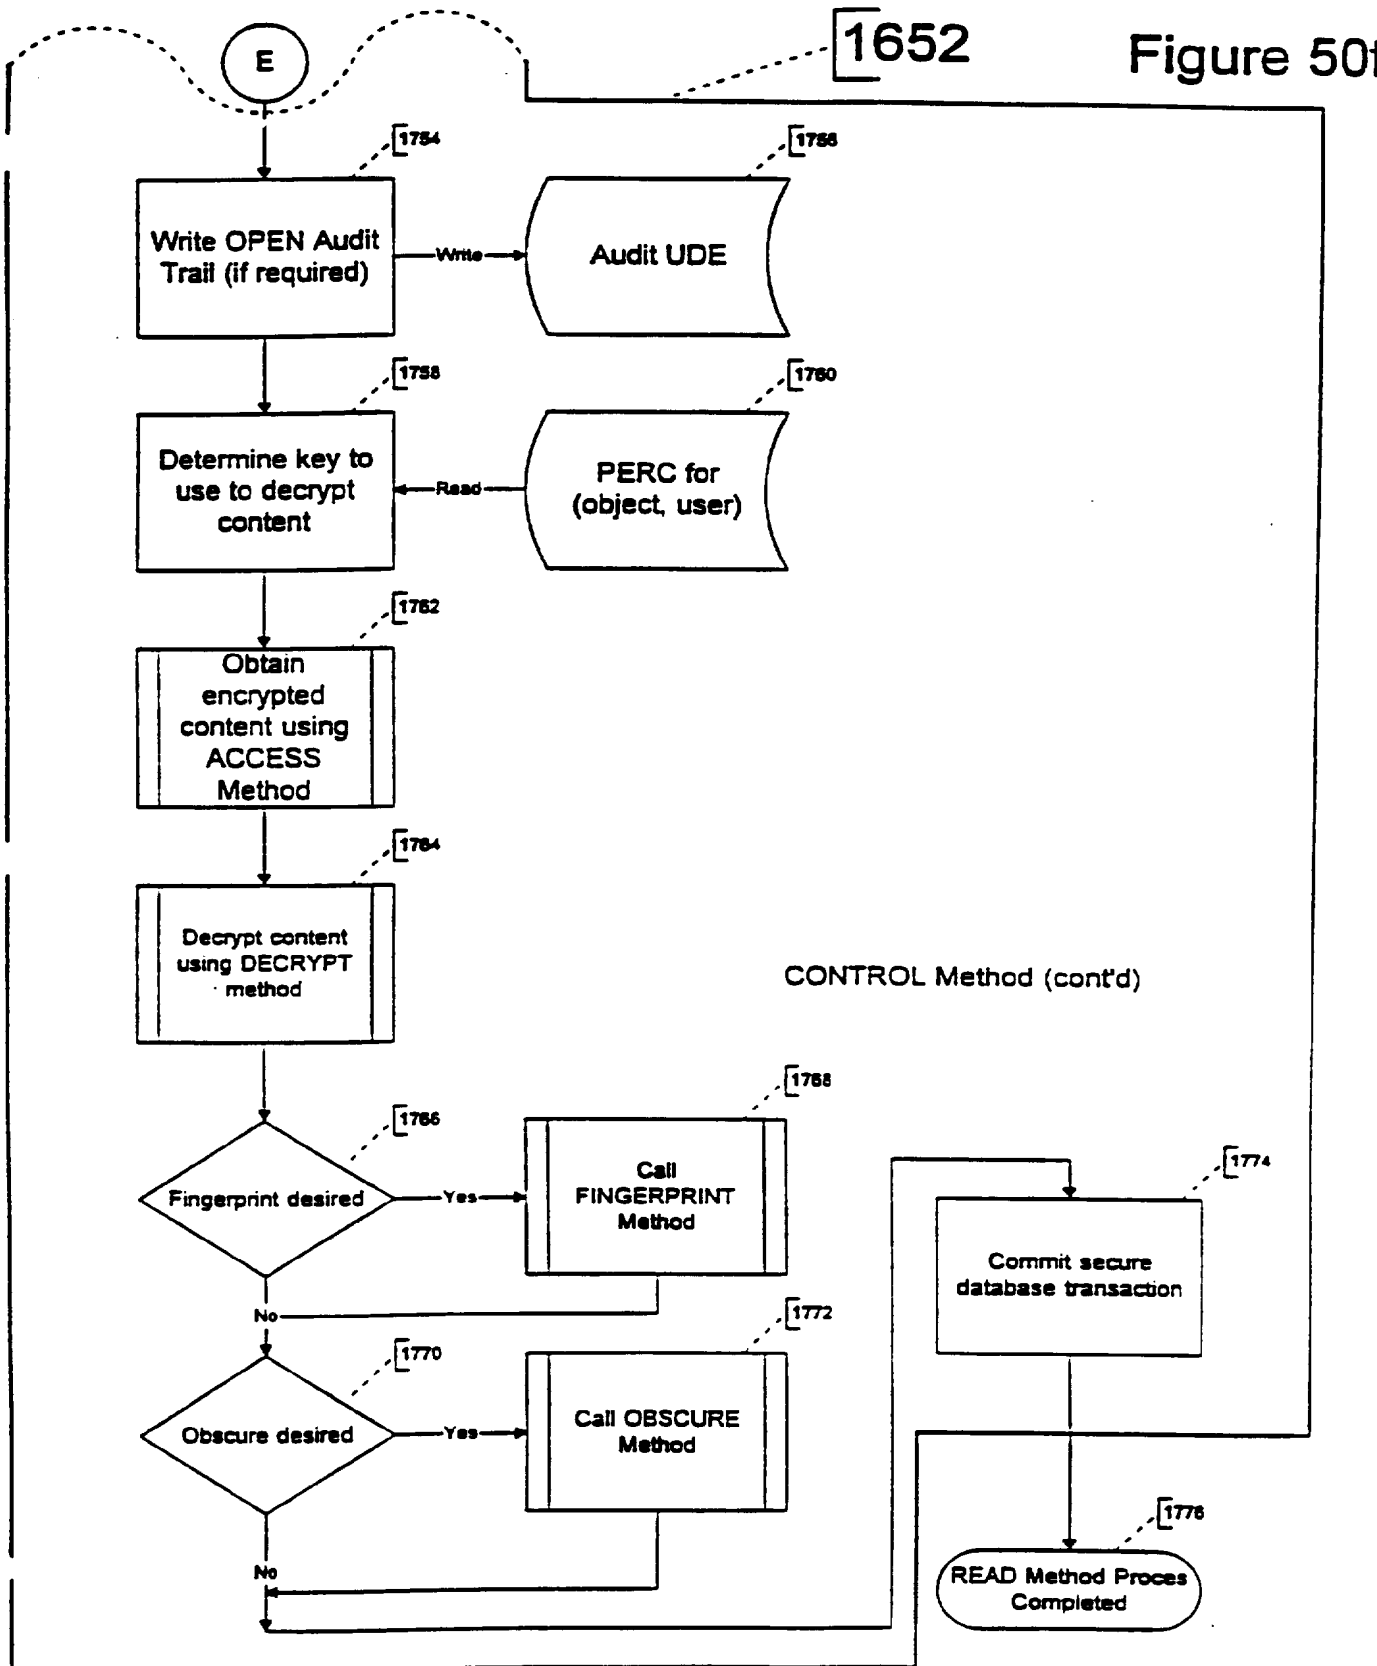 1652
Figure 50f
E
1754
1756
Write OPEN Audit
Trail (if required)
Write
Audit UDE
1758
1760
Determine key to
use to decrypt
content
Read
PERC for
(object, user)
1762
Obtain
encrypted
content using
ACCESS
Method
1764
Decrypt content
using DECRYPT
method
CONTROL Method (cont'd)
1766
1768
Fingerprint desired
Yes
Call
FINGERPRINT
Method
1774
Commit secure
database transaction
No
1770
1772
Obscure desired
Yes
Call OBSCURE
Method
1776
No
READ Method Proces
Completed